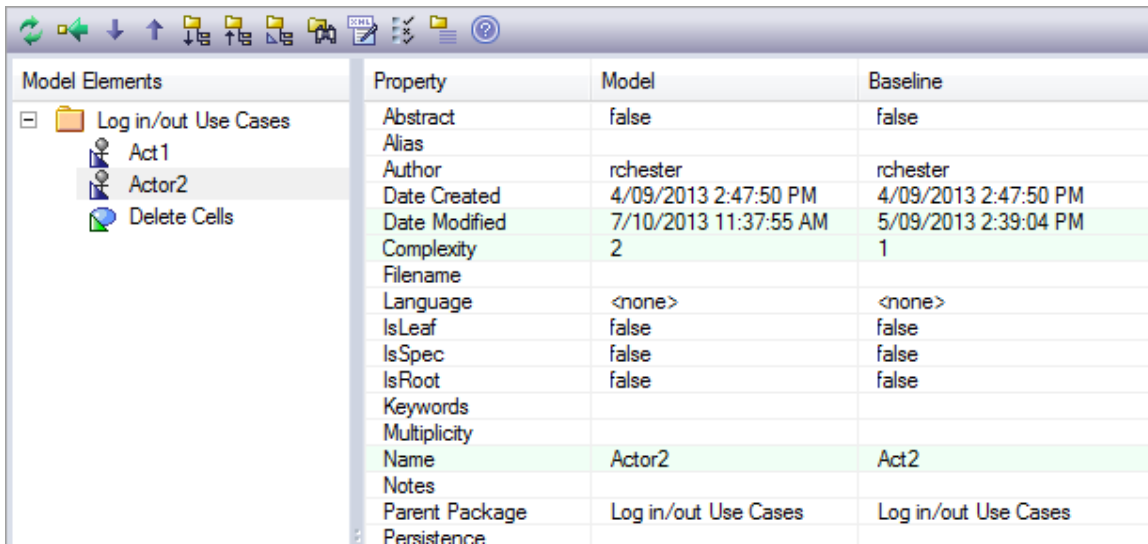 XML
Model Elements
Log in/out Use Cases
Act1
Actor2
Delete Cells
Property Model Baseline
Abstract false false
Alias
Author rchester rchester
Date Created 4/09/2013 2:47:50 PM 4/09/2013 2:47:50 PM
Date Modified 7/10/2013 11:37:55 AM 5/09/2013 2:39:04 PM
Complexity 2 1
Filename
Language <none> <none>
IsLeaf false false
IsSpec false false
IsRoot false false
Keywords
Multiplicity
Name Actor2 Act2
Notes
Parent Package Log in/out Use Cases Log in/out Use Cases
Persistence